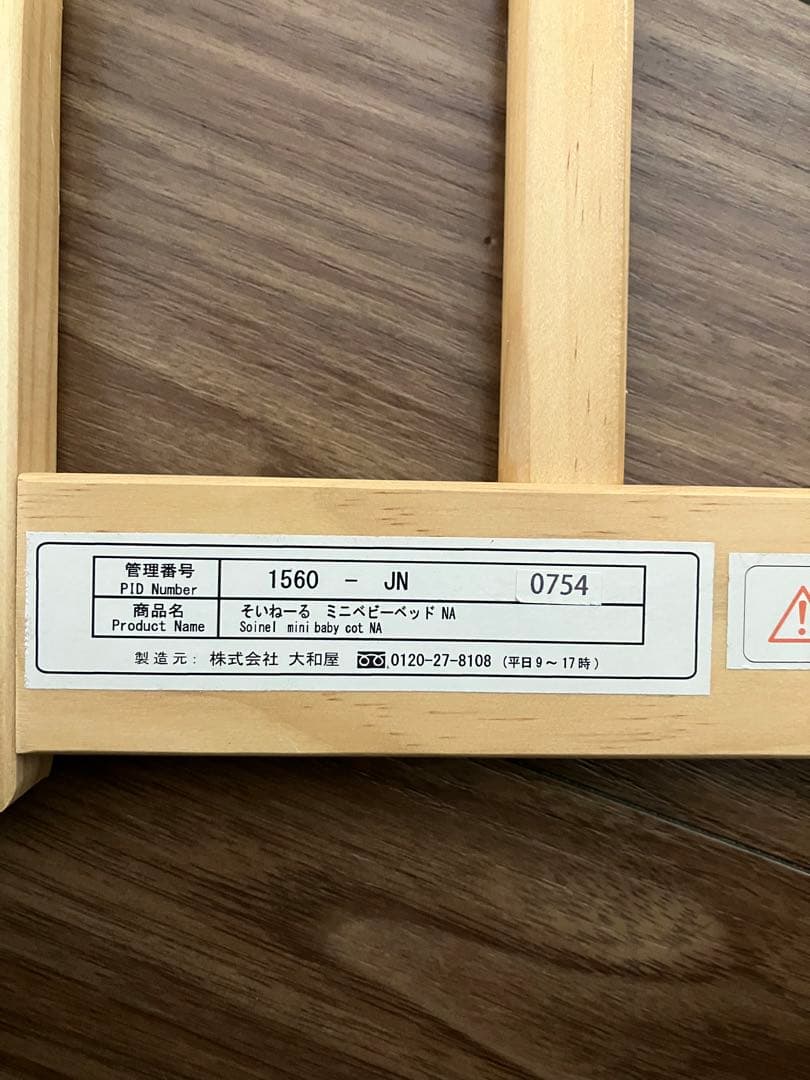 管理番号 1560 - JN 0754
PID Number
商品名 そいねーる ミニベビーベッド NA
Product Name Soinel mini baby cot NA
製造元: 株式会社 大和屋 0120-27-8108 (平日9〜17時)